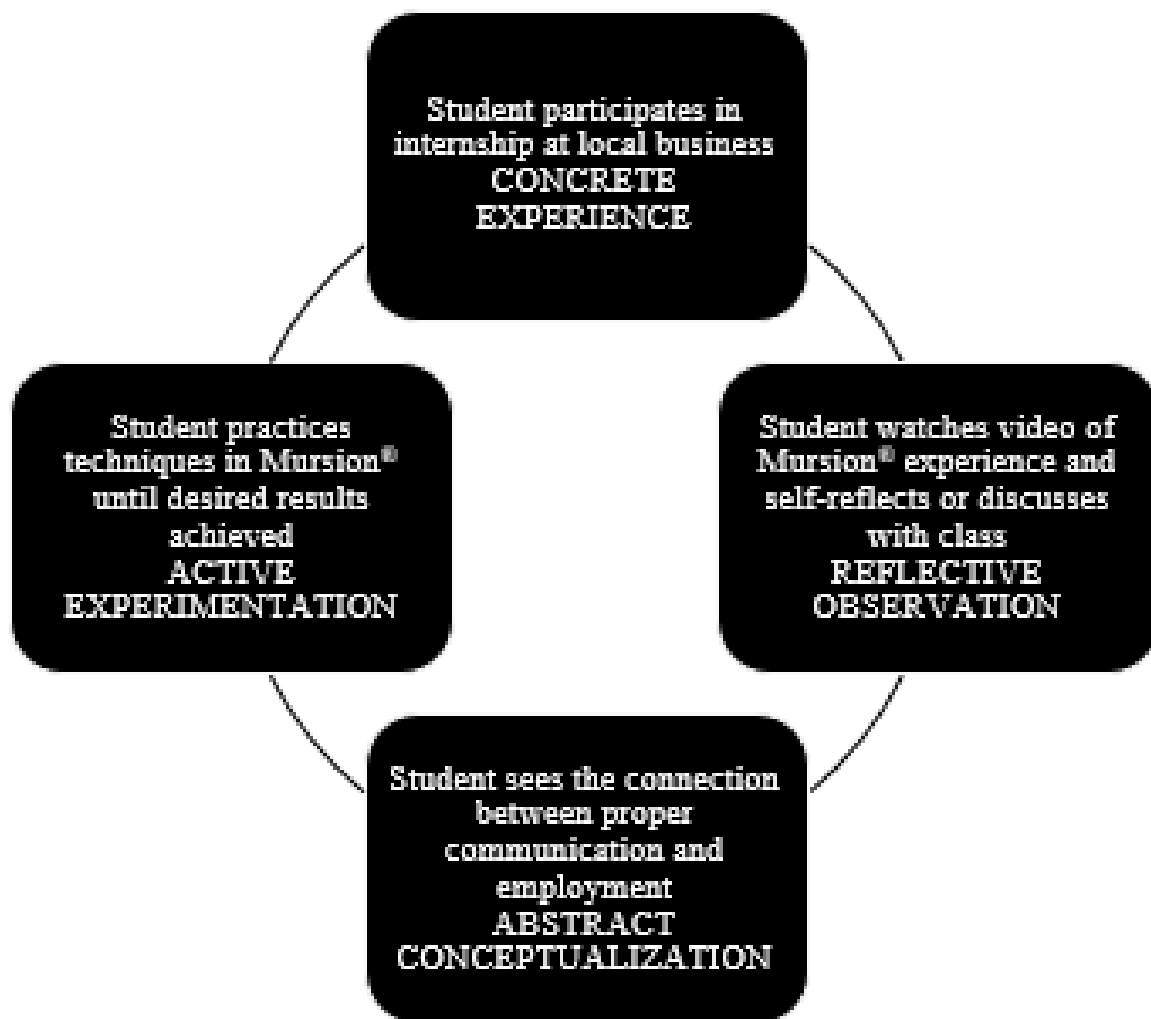 Student participates in
internship at local business
CONCRETE
EXPERIENCE
Student practices
techniques in Mursion®
until desired results
achieved
ACTIVE
EXPERIMENTATION
Student watches video of
Mursion® experience and
self-reflects or discusses
with class
REFLECTIVE
OBSERVATION
Student sees the connection
between proper
communication and
employment
ABSTRACT
CONCEPTUALIZATION